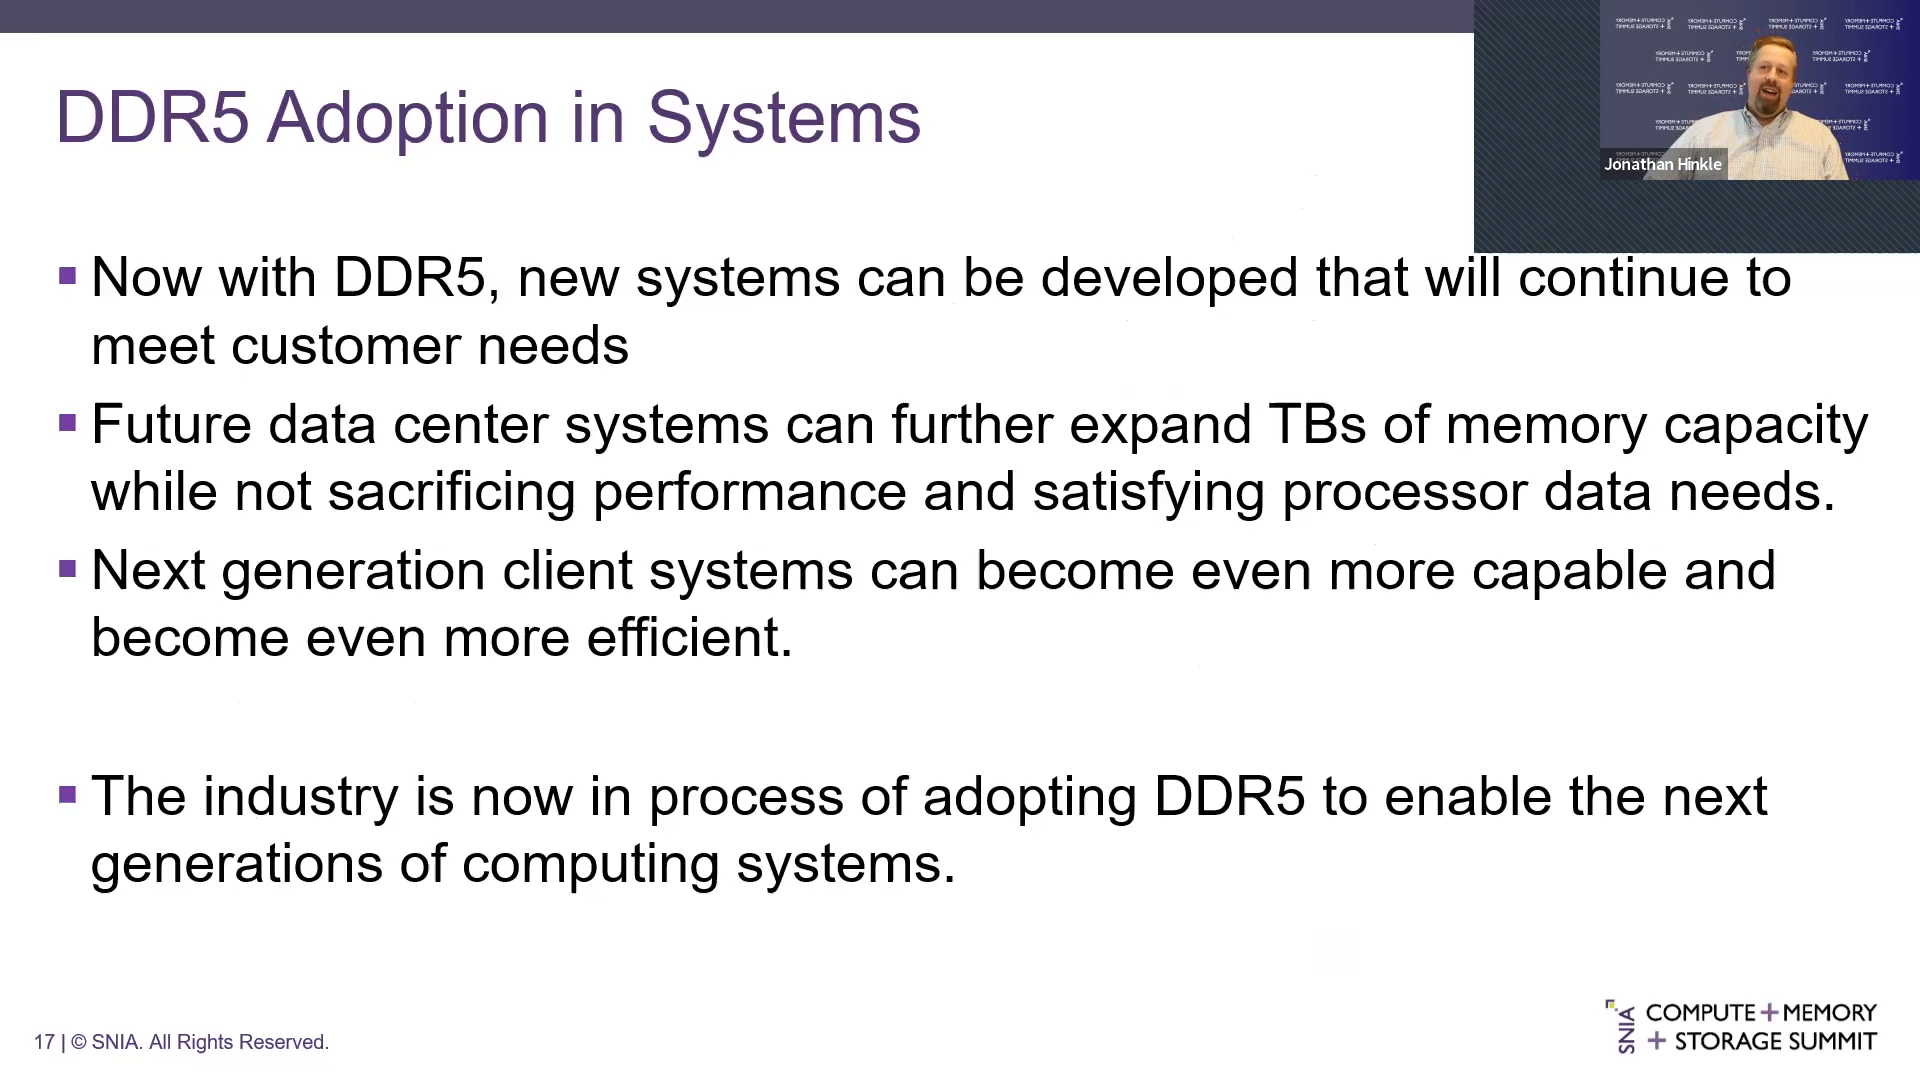 DDR5 Adoption in Systems
Jonathan Hinkle
Now with DDR5, new systems can be developed that will continue to
meet customer needs
Future data center systems can further expand TBs of memory capacity
while not sacrificing performance and satisfying processor data needs.
Next generation client systems can become even more capable and
become even more efficient.
The industry is now in process of adopting DDR5 to enable the next
generations of computing systems.
17 | © SNIA. All Rights Reserved.
SNIA
COMPUTE+MEMORY
+ STORAGE SUMMIT